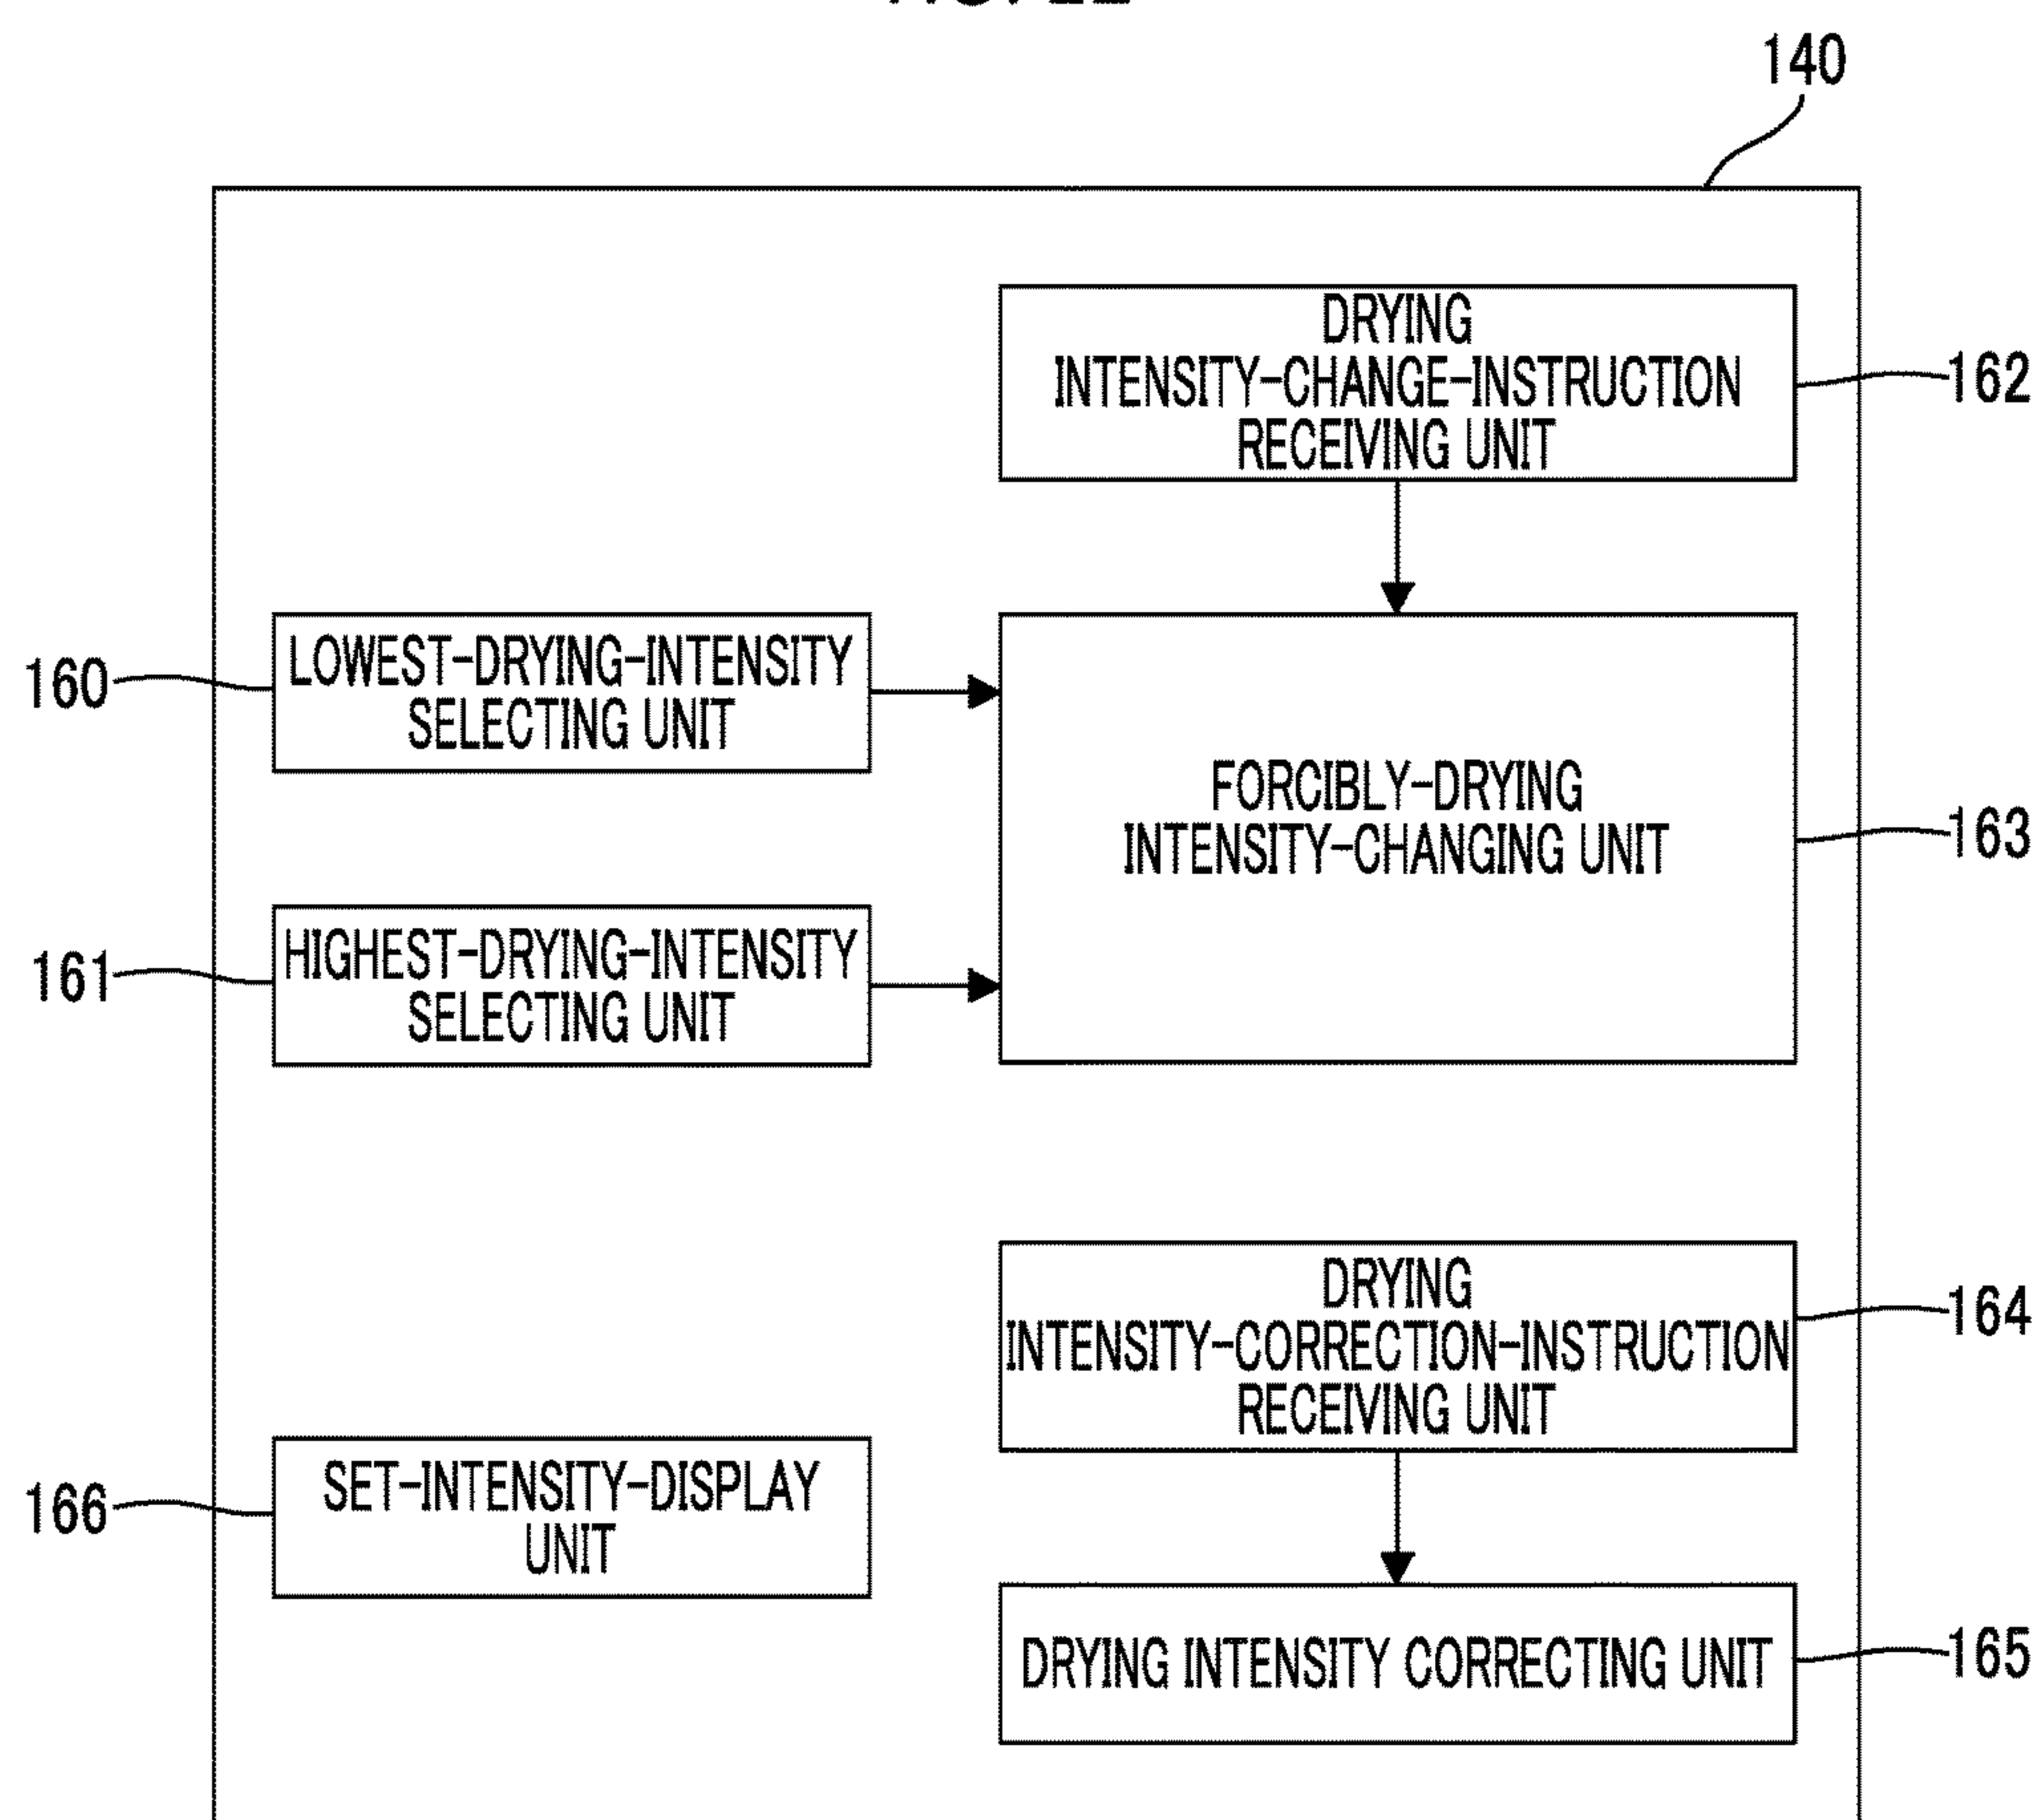 140
DRYING
INTENSITY-CHANGE-INSTRUCTION
RECEIVING UNIT
162
160
LOWEST-DRYING-INTENSITY
SELECTING UNIT
FORCIBLY-DRYING
INTENSITY-CHANGING UNIT
163
161
HIGHEST-DRYING-INTENSITY
SELECTING UNIT
DRYING
INTENSITY-CORRECTION-INSTRUCTION
RECEIVING UNIT
164
166
SET-INTENSITY-DISPLAY
UNIT
DRYING INTENSITY CORRECTING UNIT
165